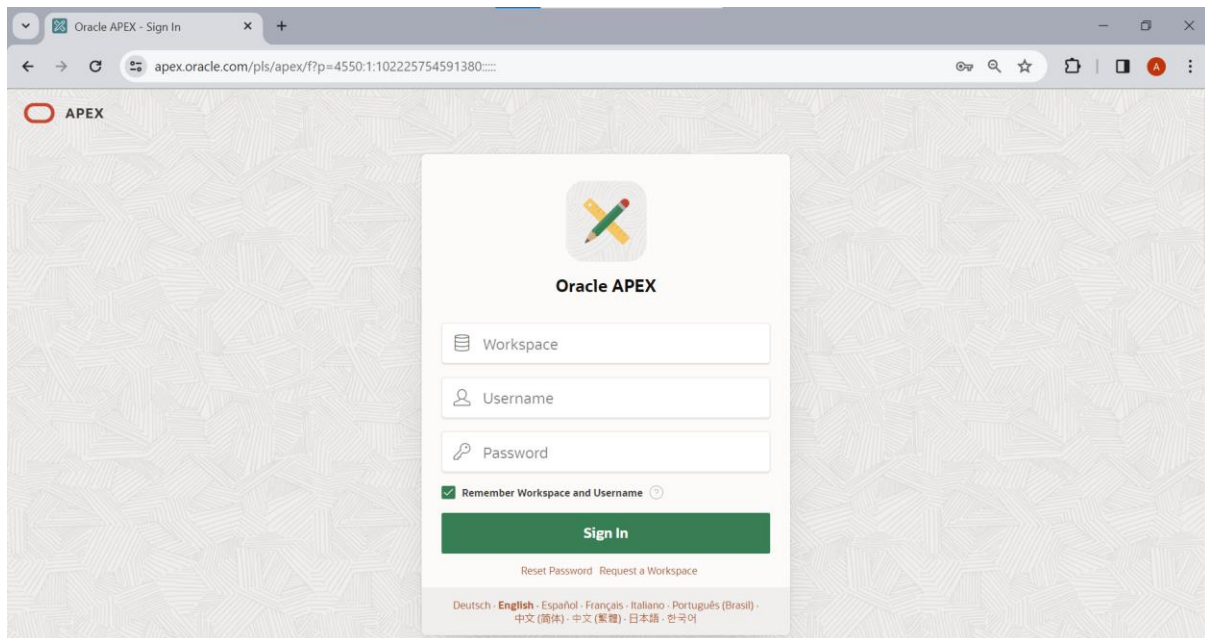 Oracle APEX - Sign In
apex.oracle.com/pls/apex/f?p=4550:1:102225754591380:::::
A
APEX
Oracle APEX
Workspace
Username
Password
Remember Workspace and Username ?
Sign In
Reset Password Request a Workspace
Deutsch · English · Español · Français · Italiano · Português (Brasil) ·
中文 (简体) · 中文 (繁體) · 日本語 · 한국어